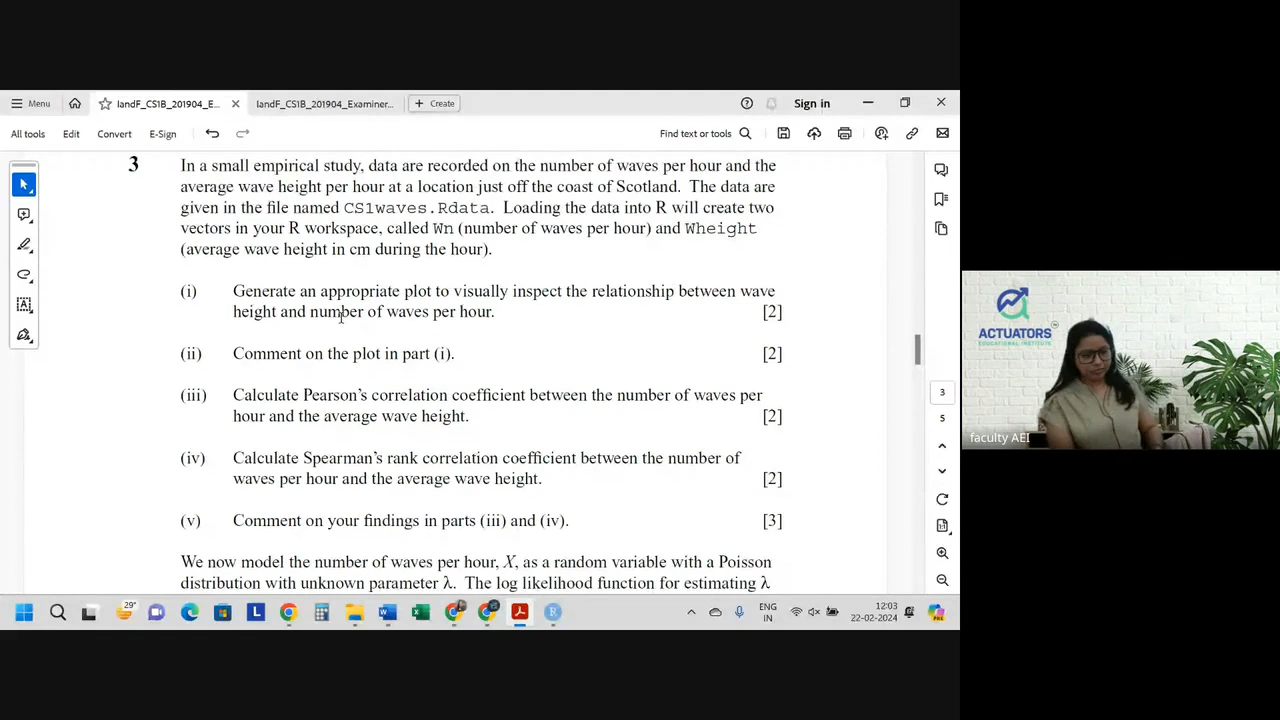 Menu
IandF_CS1B_201904_E...
IandF_CS1B_201904_Examiner...
Create
Sign in
All tools
Edit
Convert
E-Sign
Find text or tools
3 In a small empirical study, data are recorded on the number of waves per hour and the
average wave height per hour at a location just off the coast of Scotland. The data are
given in the file named CS1waves.Rdata. Loading the data into R will create two
vectors in your R workspace, called Wn (number of waves per hour) and Wheight
(average wave height in cm during the hour).
(i) Generate an appropriate plot to visually inspect the relationship between wave
height and number of waves per hour. [2]
(ii) Comment on the plot in part (i). [2]
(iii) Calculate Pearson's correlation coefficient between the number of waves per
hour and the average wave height. [2]
(iv) Calculate Spearman's rank correlation coefficient between the number of
waves per hour and the average wave height. [2]
(v) Comment on your findings in parts (iii) and (iv). [3]
We now model the number of waves per hour, X, as a random variable with a Poisson
distribution with unknown parameter λ. The log likelihood function for estimating λ
3
5
1:1
29°
ENG
IN
12:03
22-02-2024
ACTUATORS
EDUCATIONAL INSTITUTE
TM
faculty AEI